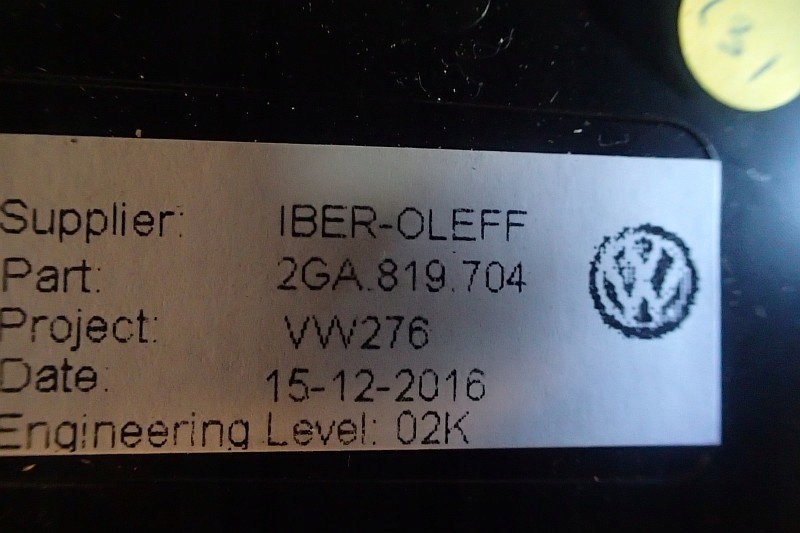 Supplier: IBER-OLEFF
Part: 2GA.819.704
Project: VW276
Date: 15-12-2016
Engineering Level: 02K